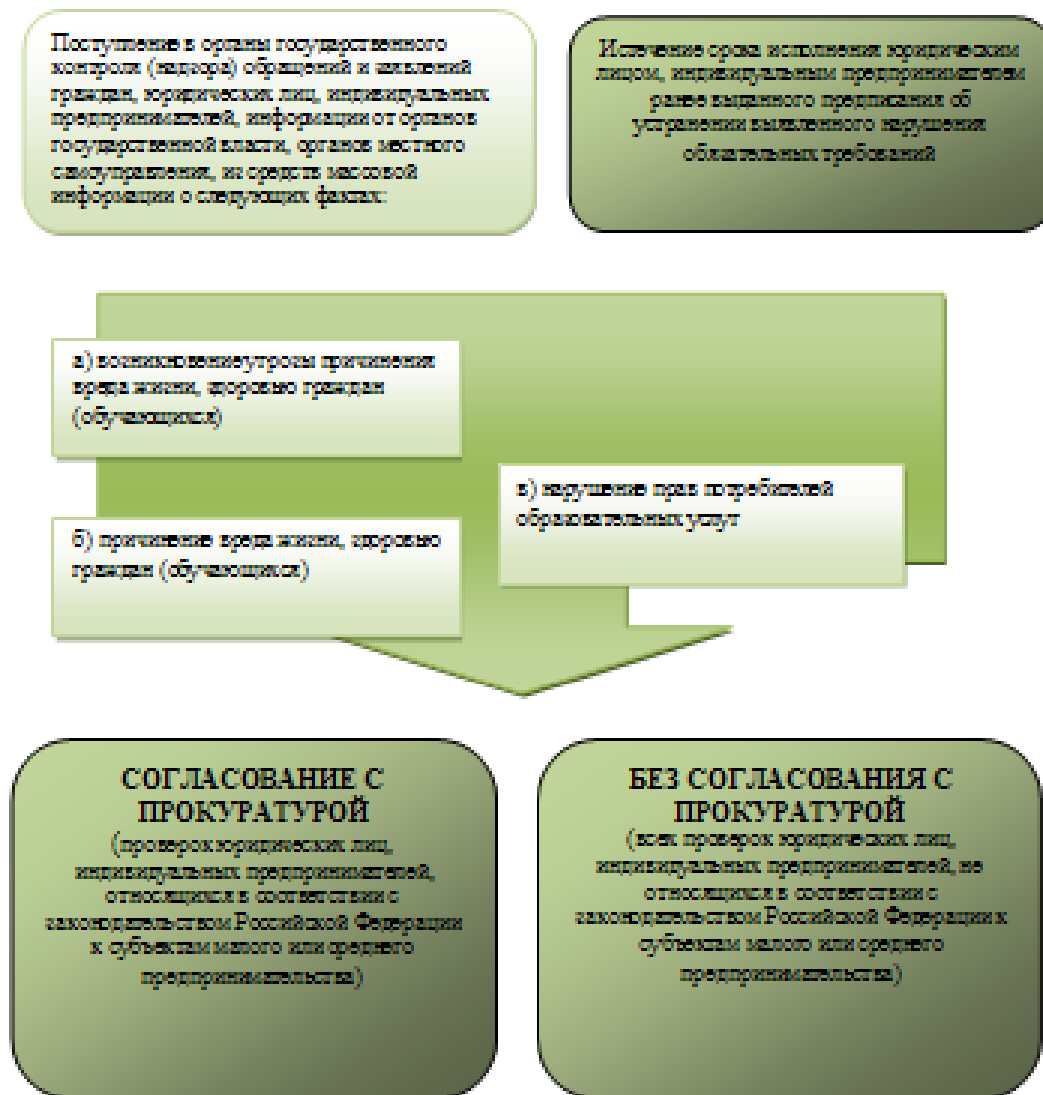 Поступление в органы государственного
контроля (надзора) обращений и заявлений
граждан, юридических лиц, индивидуальных
предпринимателей, информации от органов
государственной власти, органов местного
самоуправления, из средств массовой
информации о следующих фактах:
Истечение срока исполнения юридическим
лицом, индивидуальным предпринимателем
ранее выданного предписания об
устранении выявленного нарушения
обязательных требований
а) возникновение угрозы причинения
вреда жизни, здоровью граждан
(обучающихся)
в) нарушение прав потребителей
образовательных услуг
б) причинение вреда жизни, здоровью
граждан (обучающихся)
СОГЛАСОВАНИЕ С
ПРОКУРАТУРОЙ
(проверок юридических лиц,
индивидуальных предпринимателей,
относящихся в соответствии с
законодательством Российской Федерации
к субъектам малого или среднего
предпринимательства)
БЕЗ СОГЛАСОВАНИЯ С
ПРОКУРАТУРОЙ
(всех проверок юридических лиц,
индивидуальных предпринимателей, не
относящихся в соответствии с
законодательством Российской Федерации к
субъектам малого или среднего
предпринимательства)